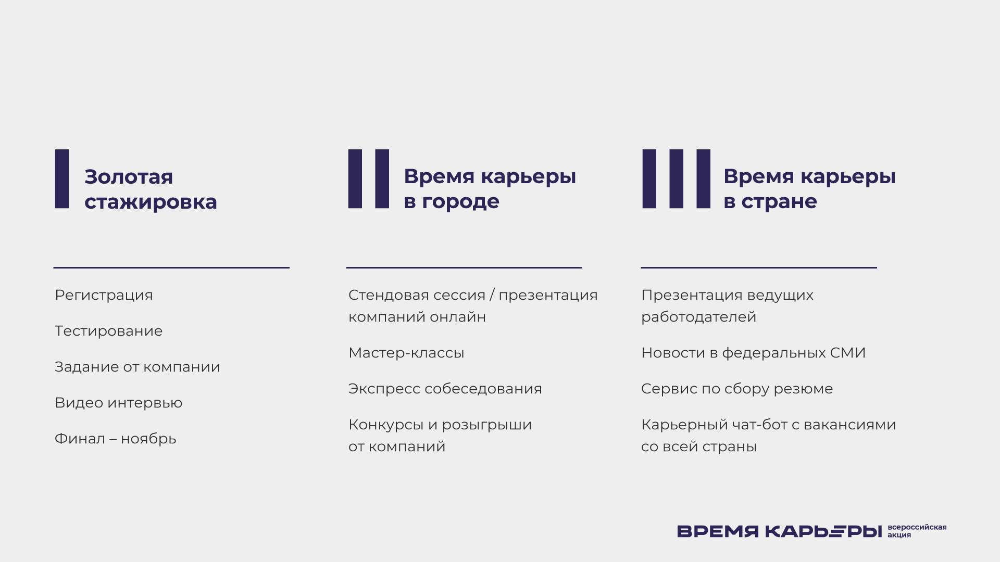 I
Золотая
стажировка
Регистрация
Тестирование
Задание от компании
Видео интервью
Финал – ноябрь
II
Время карьеры
в городе
Стендовая сессия / презентация
компаний онлайн
Мастер-классы
Экспресс собеседования
Конкурсы и розыгрыши
от компаний
III
Время карьеры
в стране
Презентация ведущих
работодателей
Новости в федеральных СМИ
Сервис по сбору резюме
Карьерный чат-бот с вакансиями
со всей страны
ВРЕМЯ КАРЬЕРЫ
всероссийская
акция